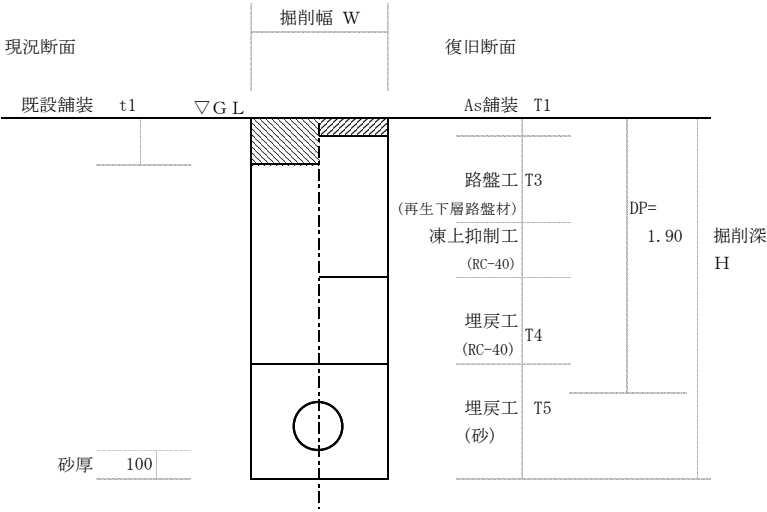 掘削幅 W
現況断面
復旧断面
既設舗装 t1
▽GL
As舗装 T1
路盤工 T3
(再生下層路盤材)
DP=
凍上抑制工
1.90
掘削深
(RC-40)
H
埋戻工
T4
(RC-40)
埋戻工 T5
(砂)
砂厚 100